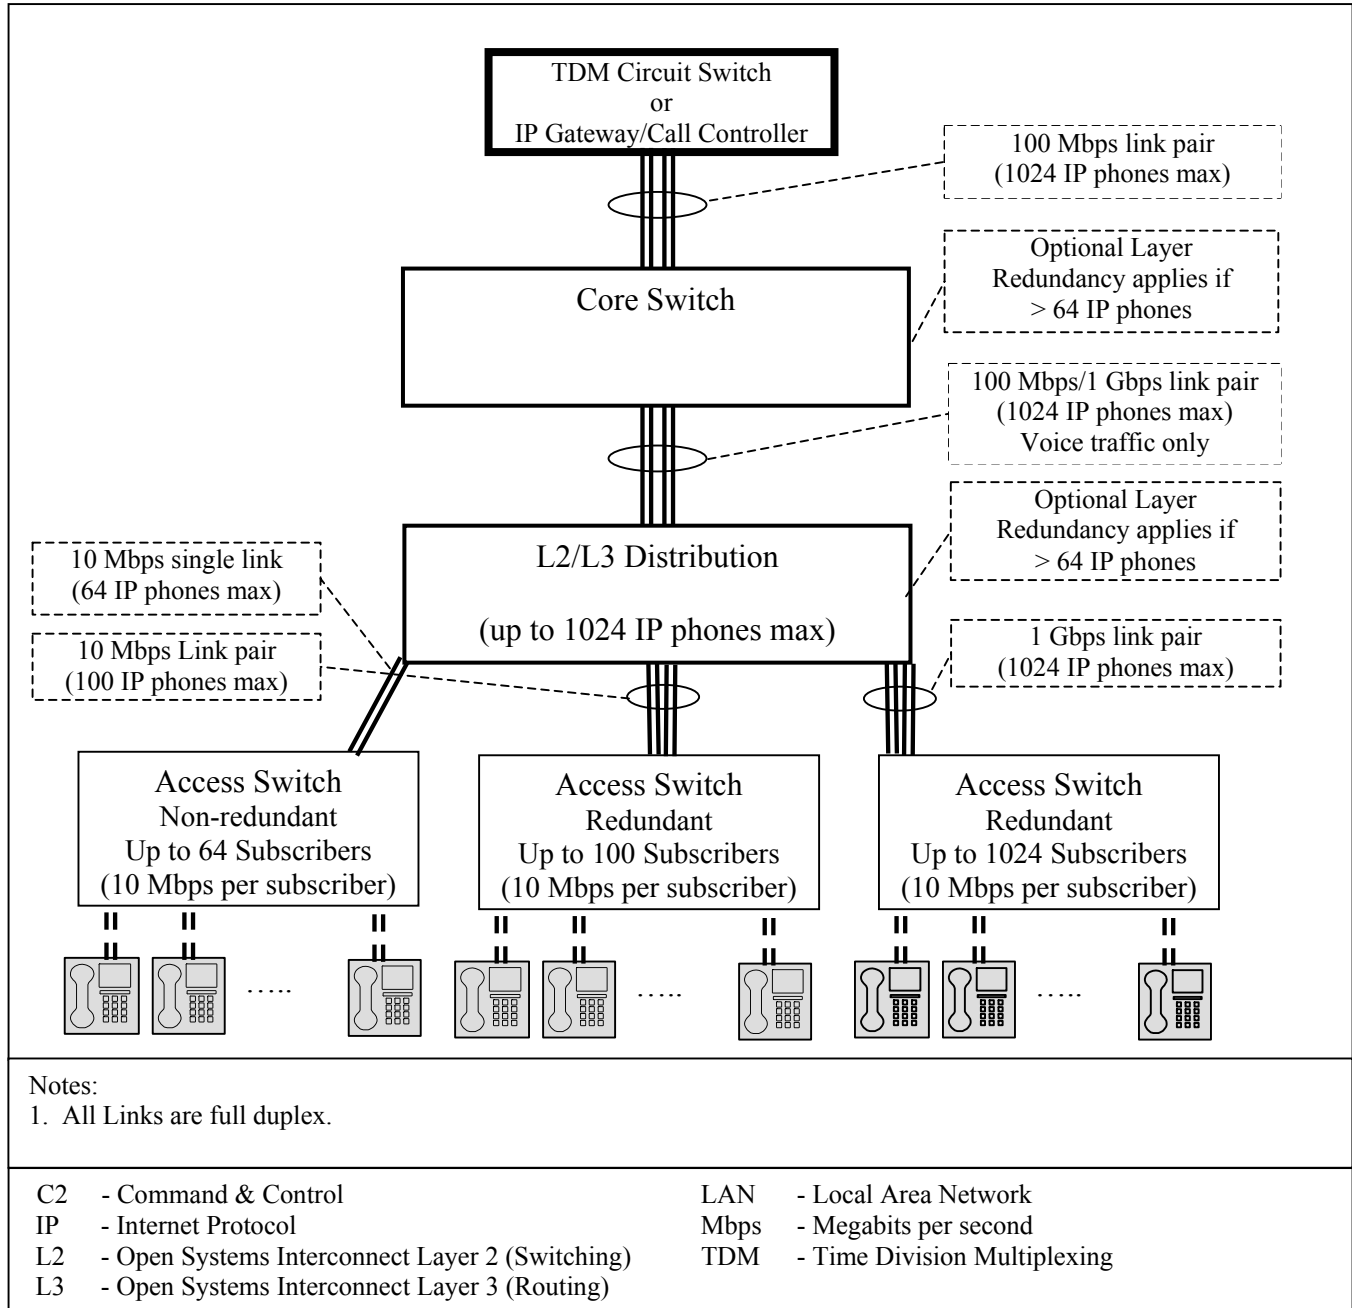 TDM Circuit Switch
or
IP Gateway/Call Controller
100 Mbps link pair
(1024 IP phones max)
Core Switch
Optional Layer
Redundancy applies if
> 64 IP phones
100 Mbps/1 Gbps link pair
(1024 IP phones max)
Voice traffic only
L2/L3 Distribution
(up to 1024 IP phones max)
Optional Layer
Redundancy applies if
> 64 IP phones
10 Mbps single link
(64 IP phones max)
10 Mbps Link pair
(100 IP phones max)
1 Gbps link pair
(1024 IP phones max)
Access Switch
Non-redundant
Up to 64 Subscribers
(10 Mbps per subscriber)
Access Switch
Redundant
Up to 100 Subscribers
(10 Mbps per subscriber)
Access Switch
Redundant
Up to 1024 Subscribers
(10 Mbps per subscriber)
.....
.....
.....
Notes:
1. All Links are full duplex.
C2 - Command & Control
IP - Internet Protocol
L2 - Open Systems Interconnect Layer 2 (Switching)
L3 - Open Systems Interconnect Layer 3 (Routing)
LAN - Local Area Network
Mbps - Megabits per second
TDM - Time Division Multiplexing